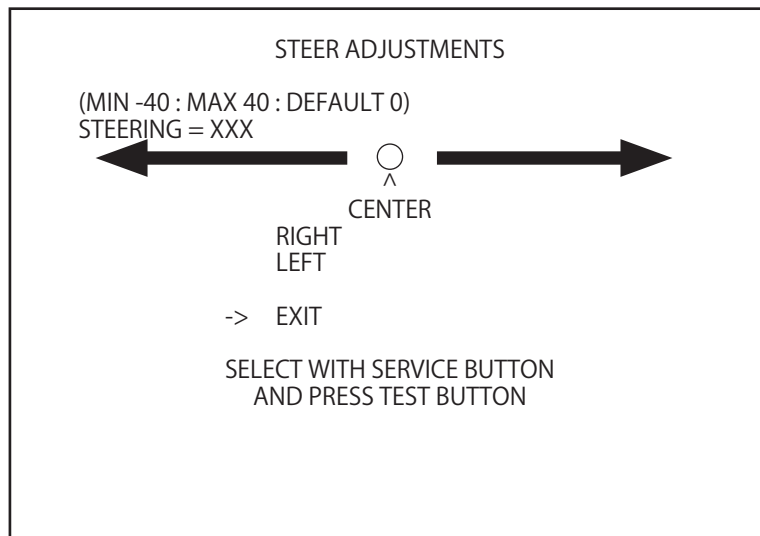 STEER ADJUSTMENTS
(MIN -40 : MAX 40 : DEFAULT 0)
STEERING = XXX
^
CENTER
RIGHT
LEFT
-> EXIT
SELECT WITH SERVICE BUTTON
AND PRESS TEST BUTTON